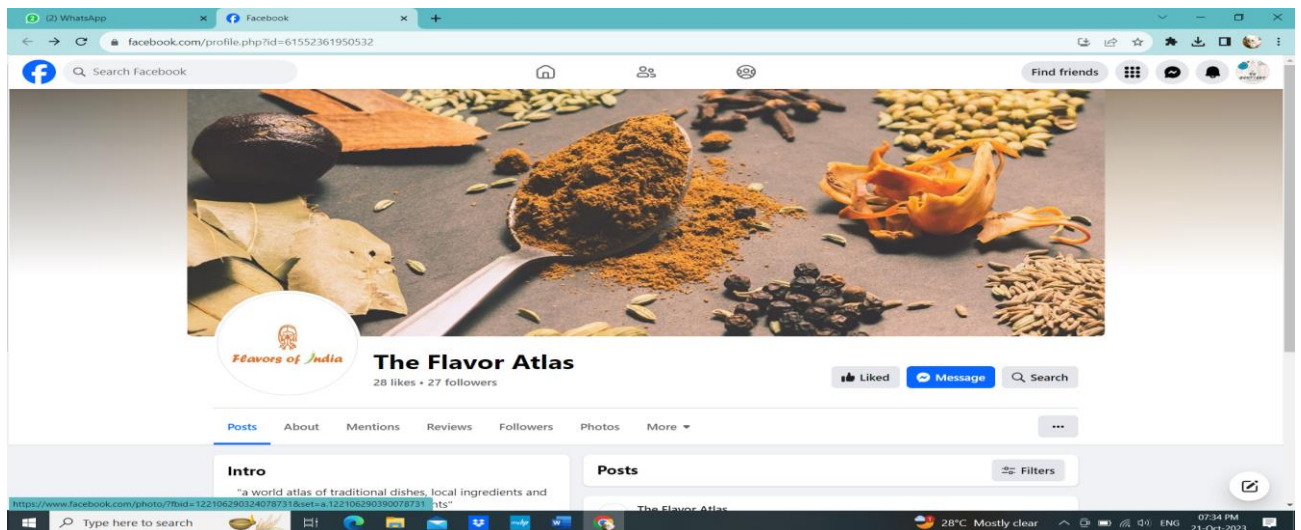 (2) WhatsApp
Facebook
facebook.com/profile.php?id=61552361950532
Search Facebook
Find friends
Flavors of India
The Flavor Atlas
28 likes • 27 followers
Liked
Message
Search
Posts
About
Mentions
Reviews
Followers
Photos
More
Intro
"a world atlas of traditional dishes, local ingredients and
nts"
Posts
Filters
The Flavor Atlas
https://www.facebook.com/photo/?fbid=122106290324078731&set=a.122106290390078731
Type here to search
28°C Mostly clear
ENG
07:34 PM
21-Oct-2023